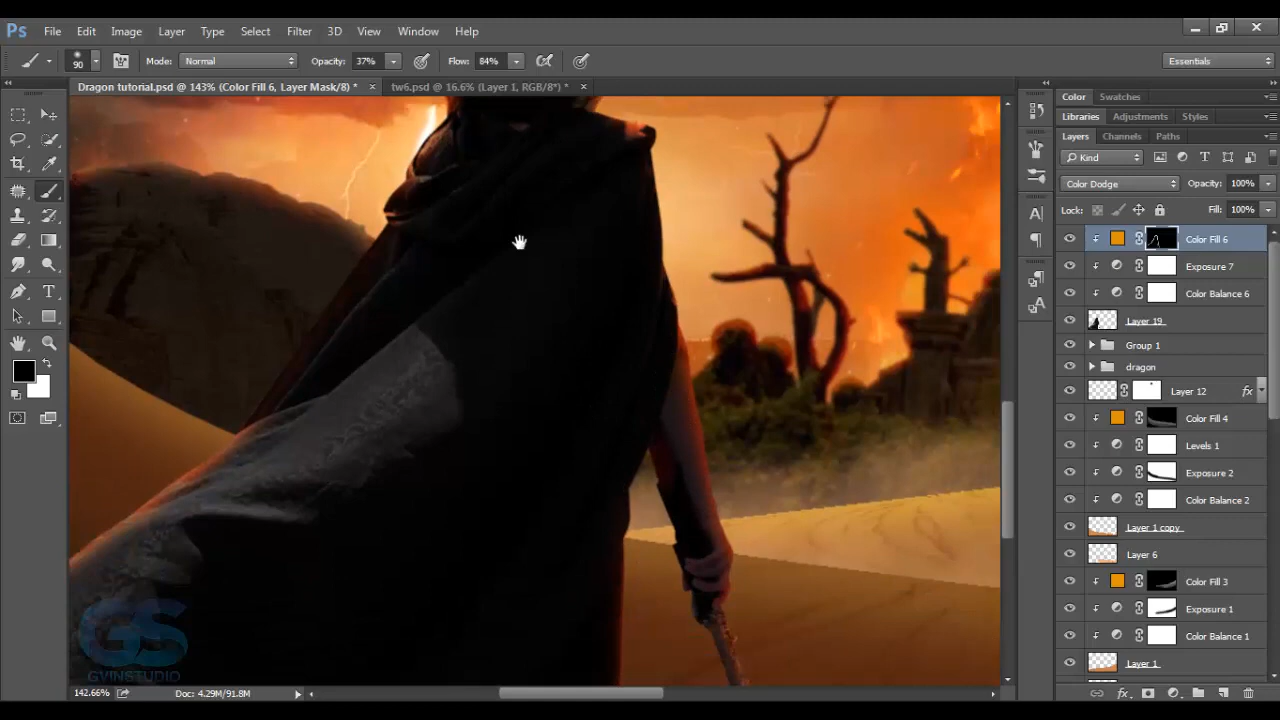 Ps File Edit Image Layer Type Select Filter 3D View Window Help
90 Mode: Normal Opacity: 37% Flow: 84% Essentials
Dragon tutorial.psd @ 143% (Color Fill 6, Layer Mask/8) * × tw6.psd @ 16.6% (Layer 1, RGB/8*) * ×
Color Swatches
Libraries Adjustments Styles
Layers Channels Paths
Kind
Color Dodge Opacity: 100%
Lock: Fill: 100%
Color Fill 6
Exposure 7
Color Balance 6
Layer 19
Group 1
dragon
Layer 12 fx
Color Fill 4
Levels 1
Exposure 2
Color Balance 2
Layer 1 copy
Layer 6
Color Fill 3
Exposure 1
Color Balance 1
Layer 1
GS
GVINSTUDIO
142.66% Doc: 4.29M/91.8M